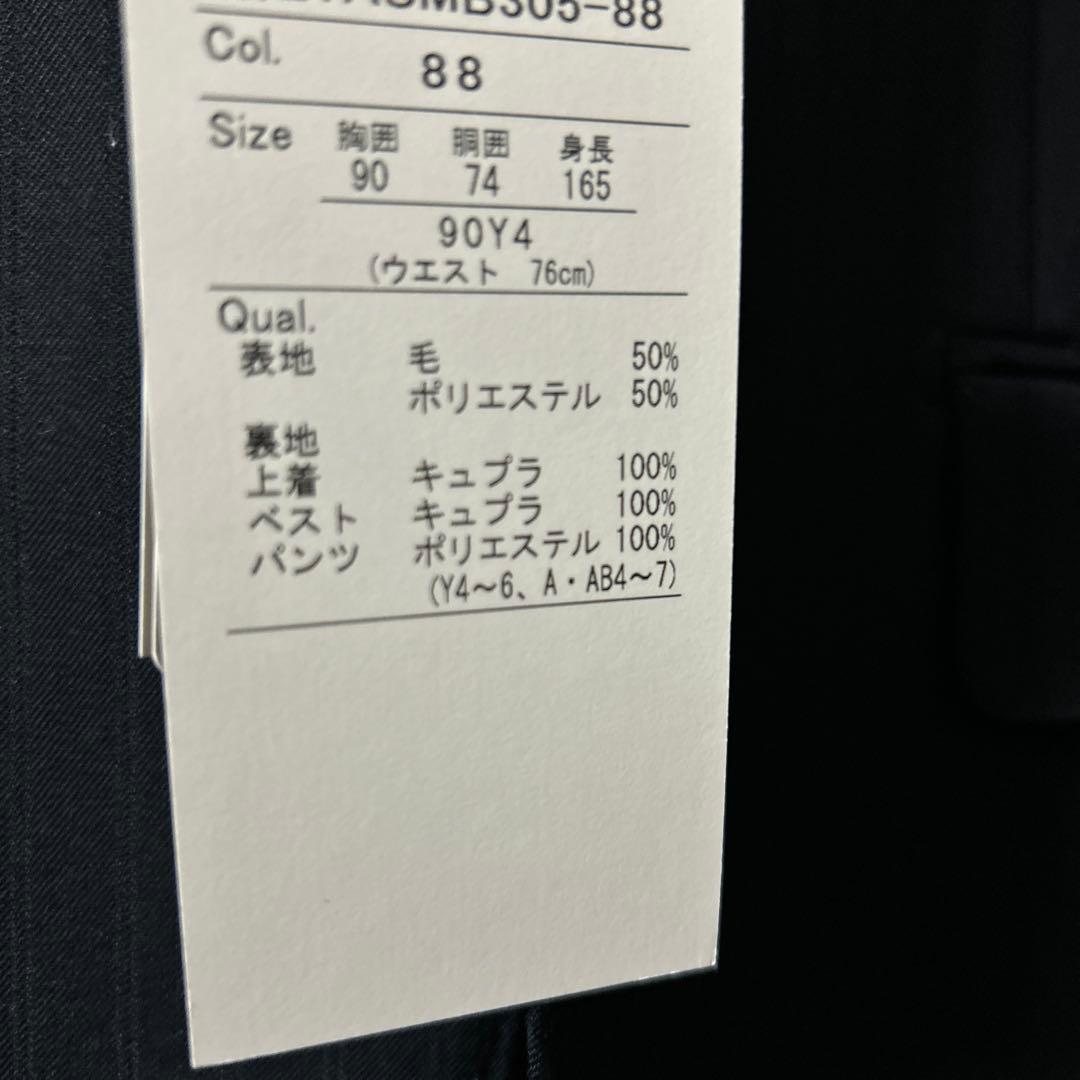 SMB305-88
Col.
88
Size 胸囲 胴囲 身長
90 74 165
90Y4
(ウエスト 76cm)
Qual.
表地 毛 50%
ポリエステル 50%
裏地
上着 キュプラ 100%
ベスト キュプラ 100%
パンツ ポリエステル 100%
(Y4～6、A・AB4～7)